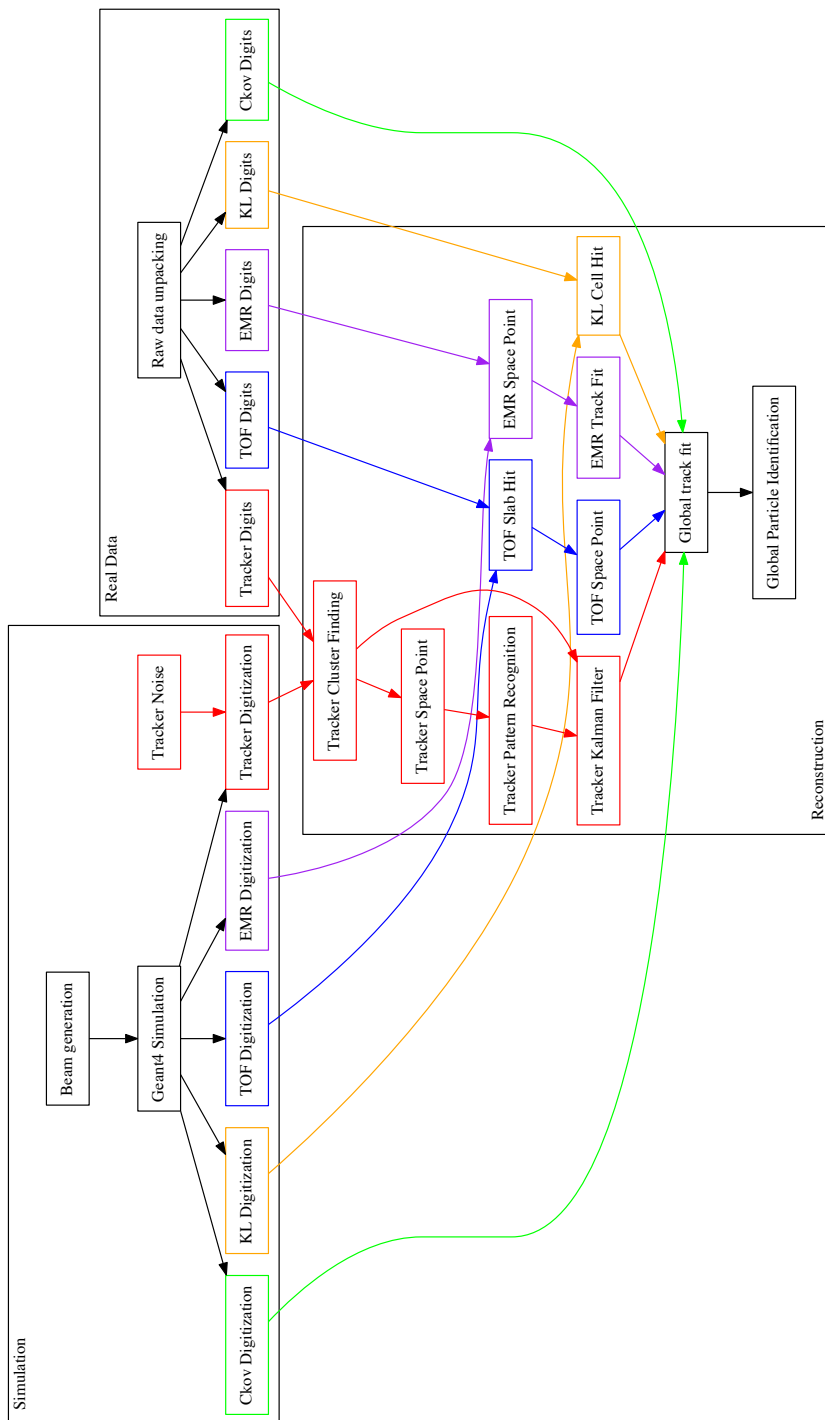 Simulation
Beam generation
Geant4 Simulation
Tracker Noise
Ckov Digitization
KL Digitization
TOF Digitization
EMR Digitization
Tracker Digitization
Real Data
Raw data unpacking
Tracker Digits
TOF Digits
EMR Digits
KL Digits
Ckov Digits
Tracker Cluster Finding
Tracker Space Point
Tracker Pattern Recognition
TOF Slab Hit
EMR Space Point
Tracker Kalman Filter
TOF Space Point
EMR Track Fit
KL Cell Hit
Global track fit
Global Particle Identification
Reconstruction